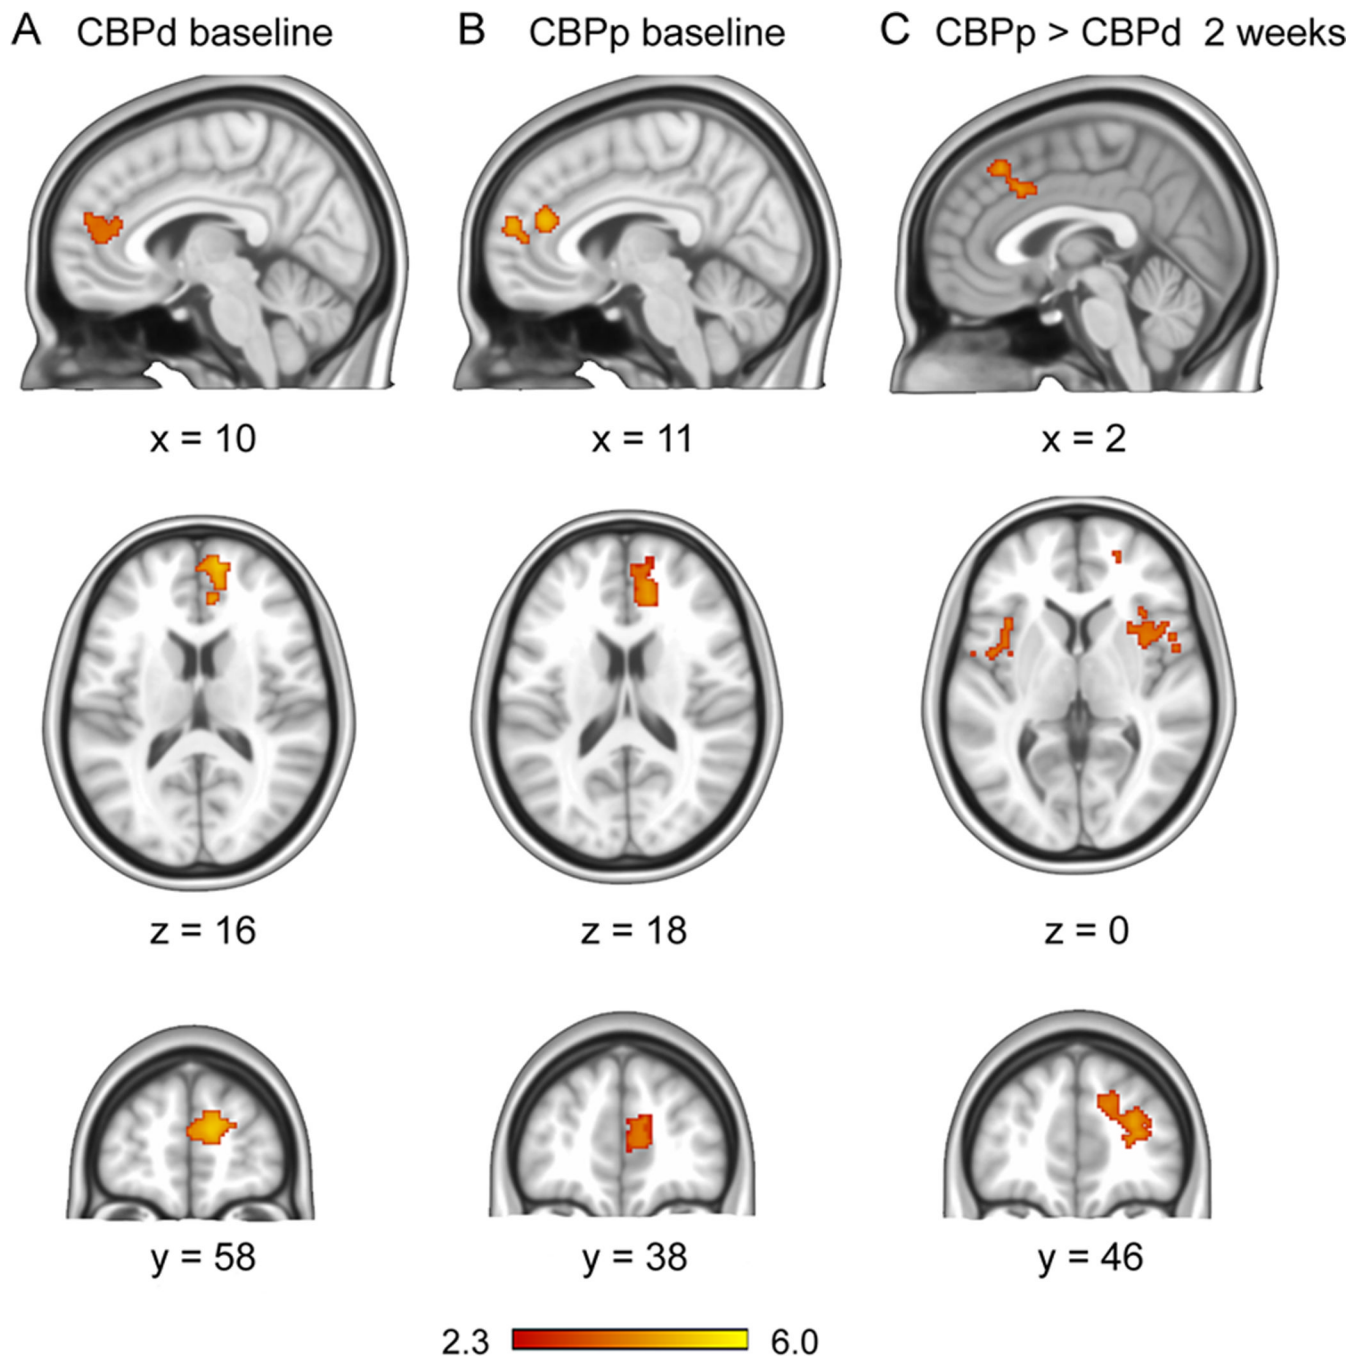 A CBPd baseline B CBPp baseline C CBPp > CBPd 2 weeks
x = 10 x = 11 x = 2
z = 16 z = 18 z = 0
y = 58 y = 38 y = 46
2.3 6.0